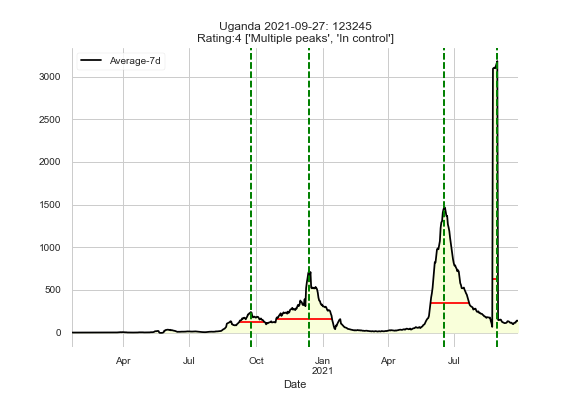 Uganda 2021-09-27: 123245
Rating:4 ['Multiple peaks', 'In control']
Average-7d
3000
2500
2000
1500
1000
500
0
Apr
Jul
Oct
Jan
2021
Apr
Jul
Date